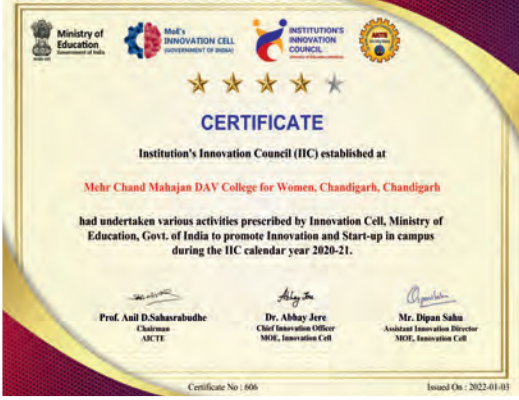 Ministry of
Education
Government of India
MoE's
INNOVATION CELL
(GOVERNMENT OF INDIA)
INSTITUTION'S
INNOVATION
COUNCIL
AICTE
CERTIFICATE
Institution's Innovation Council (IIC) established at
Mehr Chand Mahajan DAV College for Women, Chandigarh, Chandigarh
had undertaken various activities prescribed by Innovation Cell, Ministry of
Education, Govt. of India to promote Innovation and Start-up in campus
during the IIC calendar year 2020-21.
Prof. Anil D.Sahasrabudhe
Chairman
AICTE
Dr. Abhay Jere
Chief Innovation Officer
MOE, Innovation Cell
Mr. Dipan Sahu
Assistant Innovation Director
MOE, Innovation Cell
Certificate No : 606
Issued On : 2022-01-03